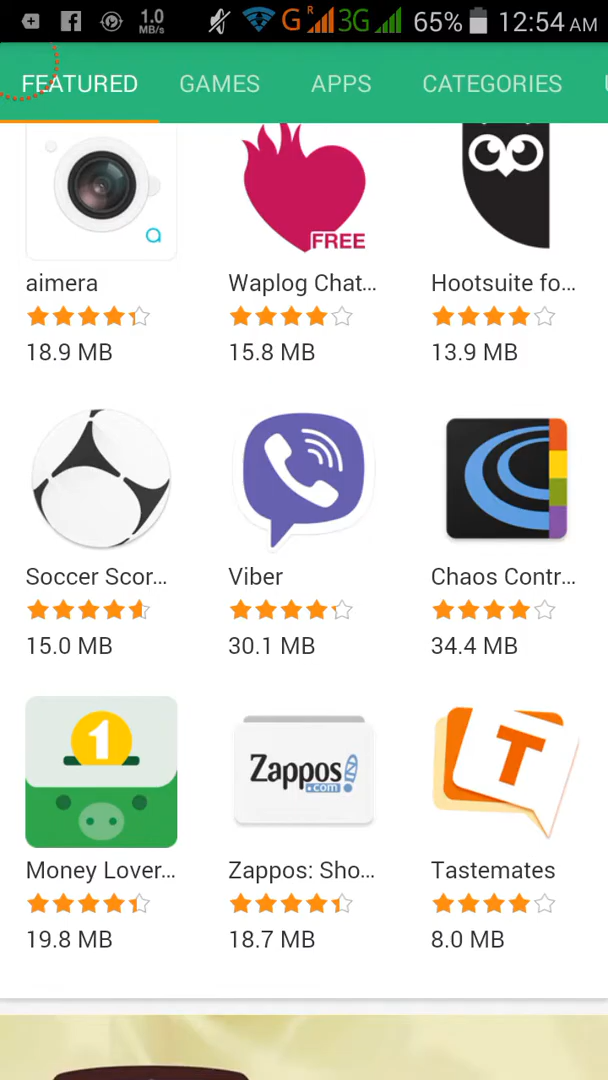 1.0 MB/s G R 3G 65% 12:54 AM
FEATURED GAMES APPS CATEGORIES
FREE
aimera Waplog Chat... Hootsuite fo...
18.9 MB 15.8 MB 13.9 MB
Soccer Scor... Viber Chaos Contr...
15.0 MB 30.1 MB 34.4 MB
1 Zappos .com T
Money Lover... Zappos: Sho... Tastemates
19.8 MB 18.7 MB 8.0 MB